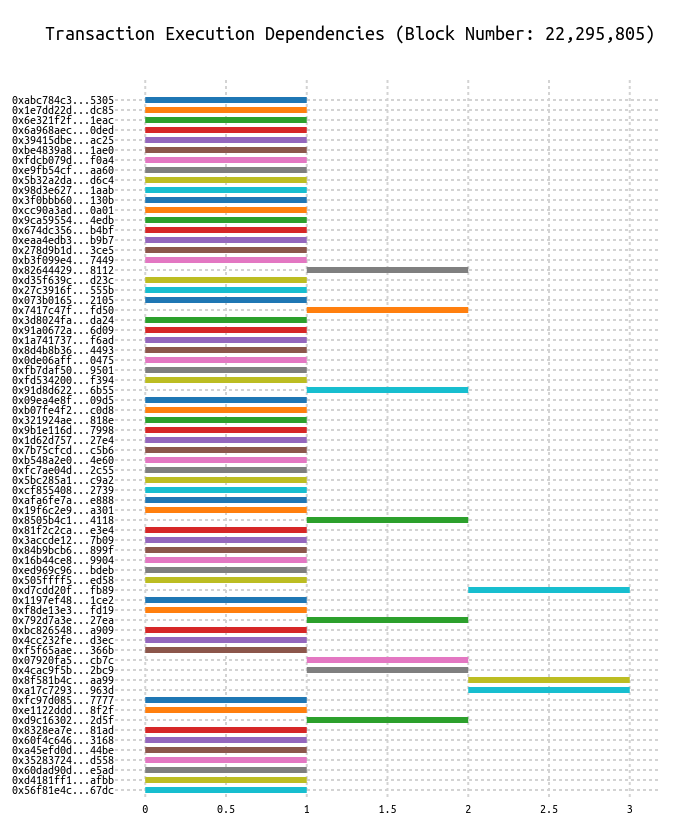 Transaction Execution Dependencies (Block Number: 22,295,805)
0xabc784c3...5305
0x1e7dd22d...dc85
0x6e321f2f...1eac
0x6a968aec...0ded
0x39415dbe...ac25
0xbe4839a8...1ae0
0xfdcb079d...f0a4
0xe9fb54cf...aa60
0x5b32a2da...d6c4
0x98d3e627...1aab
0x3f0bbb60...130b
0xcc90a3ad...0a01
0x9ca59554...4edb
0x674dc356...b4bf
0xeaa4edb3...b9b7
0x278d9b1d...3ce5
0xb3f099e4...7449
0x82644429...8112
0xd35f639c...d23c
0x27c3916f...555b
0x073b0165...2105
0x7417c47f...fd50
0x3d8024fa...da24
0x91a0672a...6d09
0x1a741737...f6ad
0x8d4b8b36...4493
0x0de06aff...0475
0xfb7daf50...9501
0xfd534200...f394
0x91d8d622...6b55
0x09ea4e8f...09d5
0xb07fe4f2...c0d8
0x321924ae...818e
0x9b1e116d...7998
0x1d62d757...27e4
0x7b75cfcd...c5b6
0xb548a2e0...4e60
0xfc7ae04d...2c55
0x5bc285a1...c9a2
0xcf855408...2739
0xafa6fe7a...e888
0x19f6c2e9...a301
0x8505b4c1...4118
0x81f2c2ca...e3e4
0x3accde12...7b09
0x84b9bcb6...899f
0x16b44ce8...9904
0xed969c96...bdeb
0x505ffff5...ed58
0xd7cdd20f...fb89
0x1197ef48...1ce2
0xf8de13e3...fd19
0x792d7a3e...27ea
0xbc826548...a909
0x4cc232fe...d3ec
0xf5f65aae...366b
0x07920fa5...cb7c
0x4cac9f5b...2bc9
0x8f581b4c...aa99
0xa17c7293...963d
0xfc97d085...7777
0xe1122ddd...8f2f
0xd9c16302...2d5f
0x8328ea7e...81ad
0x60f4c646...3168
0xa45efd0d...44be
0x35283724...d558
0x60dad90d...e5ad
0xd4181ff1...afbb
0x56f81e4c...67dc
0 0.5 1 1.5 2 2.5 3